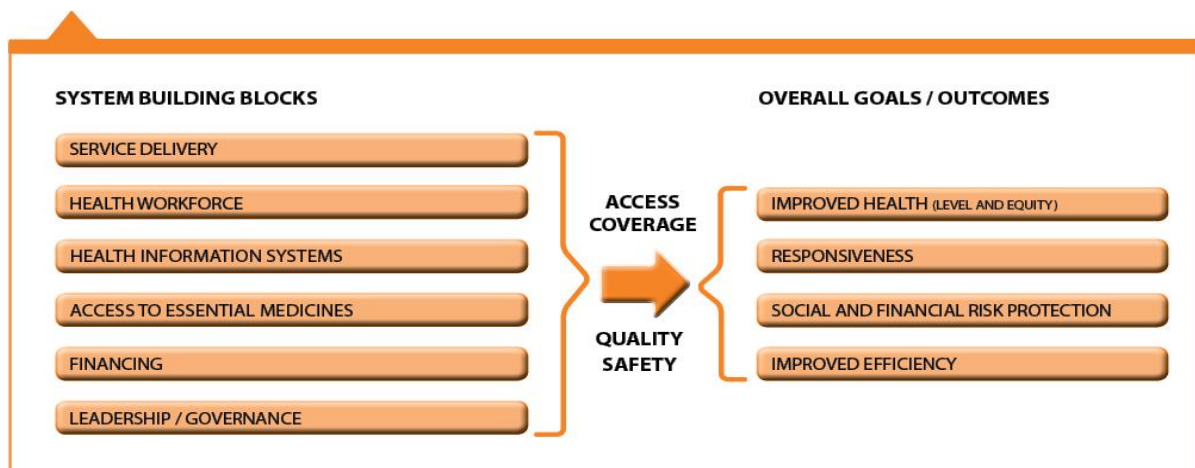 SYSTEM BUILDING BLOCKS
SERVICE DELIVERY
HEALTH WORKFORCE
HEALTH INFORMATION SYSTEMS
ACCESS TO ESSENTIAL MEDICINES
FINANCING
LEADERSHIP / GOVERNANCE
ACCESS
COVERAGE
QUALITY
SAFETY
OVERALL GOALS / OUTCOMES
IMPROVED HEALTH (LEVEL AND EQUITY)
RESPONSIVENESS
SOCIAL AND FINANCIAL RISK PROTECTION
IMPROVED EFFICIENCY